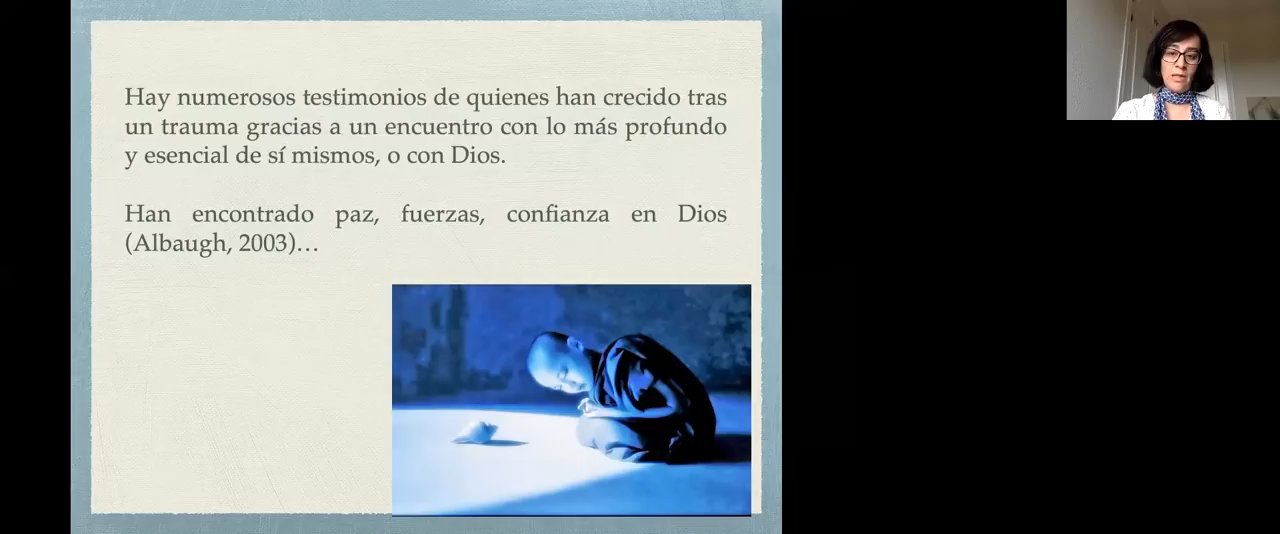 Hay numerosos testimonios de quienes han crecido tras
un trauma gracias a un encuentro con lo más profundo
y esencial de sí mismos, o con Dios.
Han encontrado paz, fuerzas, confianza en Dios
(Albaugh, 2003)…